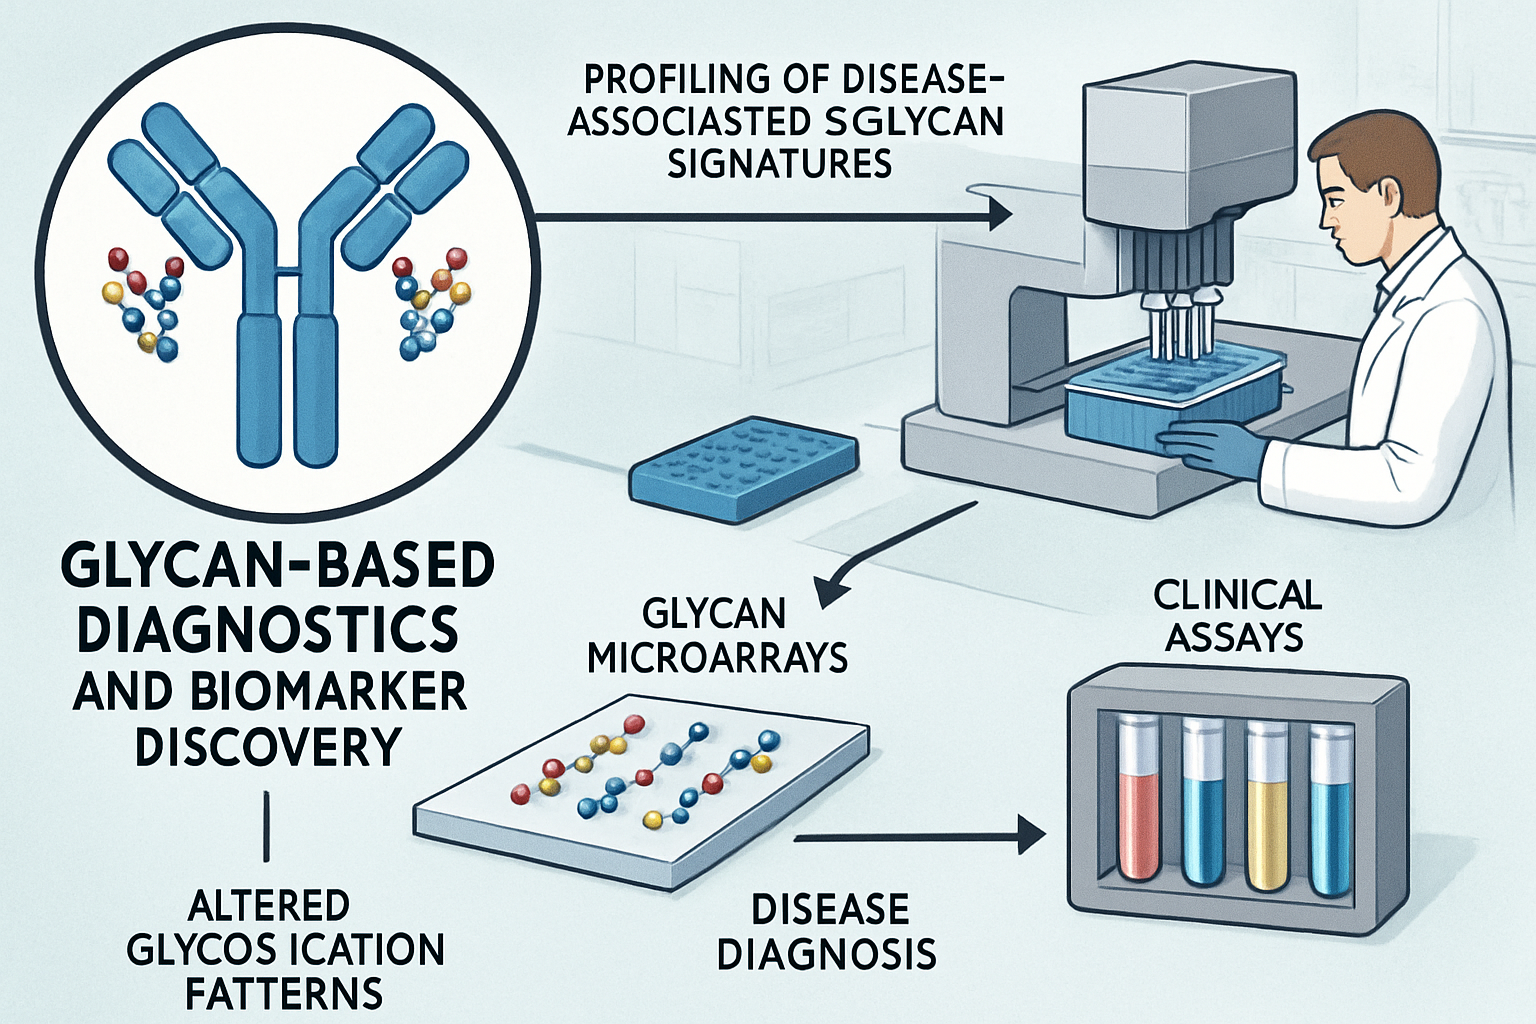 PROFILING OF DISEASE-
ASSOCIASTED SGLYCAN
SIGNATURES
GLYCAN-BASED
DIAGNOSTICS
AND BIOMARKER
DISCOVERY
ALTERED
GLYCOS ICATION
FATTERNS
GLYCAN
MICROARRAYS
DISEASE
DIAGNOSIS
CLINICAL
ASSAYS